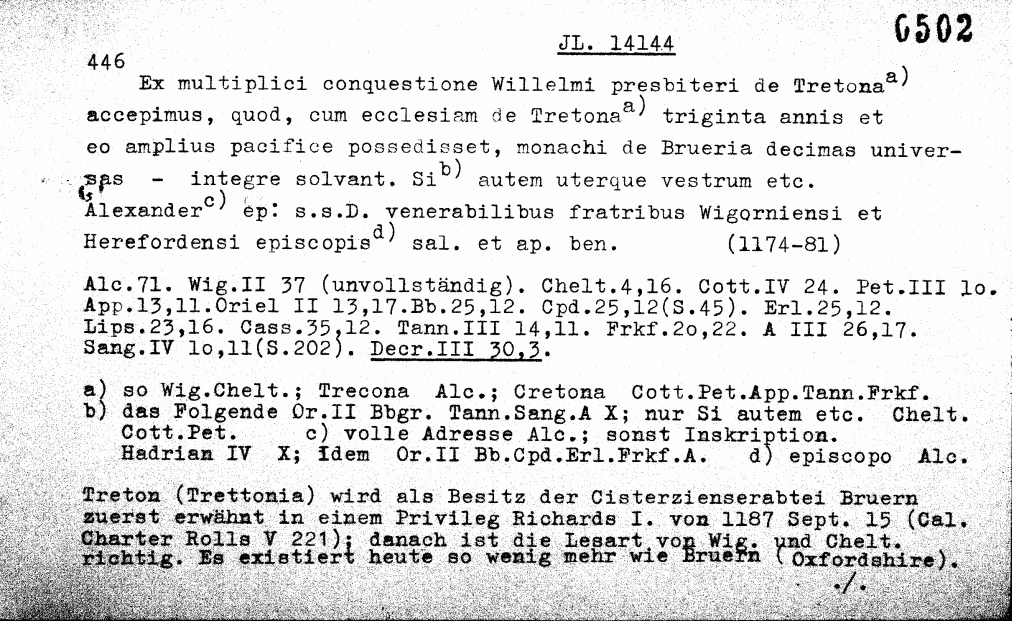 6502
JL. 14144
446
Ex multiplici conquestione Willelmi presbiteri de Tretona a)
accepimus, quod, cum ecclesiam de Tretona a) triginta annis et
eo amplius pacifice possedisset, monachi de Brueria decimas univer-
sas - integre solvant. Si b) autem uterque vestrum etc.
Alexander c) ep: s.s.D. venerabilibus fratribus Wigorniensi et
Herefordensi episcopis d) sal. et ap. ben. (1174-81)
Alc.71. Wig.II 37 (unvollständig). Chelt.4,16. Cott.IV 24. Pet.III 1o.
App.13,11.Oriel II 13,17.Bb.25,12. Cpd.25,12(S.45). Erl.25,12.
Lips.23,16. Cass.35,12. Tann.III 14,11. Frkf.2o,22. A III 26,17.
Sang.IV 1o,11(S.202). Decr.III 30,3.
a) so Wig.Chelt.; Trecona Alc.; Cretona Cott.Pet.App.Tann.Frkf.
b) das Folgende Or.II Bbgr. Tann.Sang.A X; nur Si autem etc. Chelt.
Cott.Pet. c) volle Adresse Alc.; sonst Inskription.
Hadrian IV X; Idem Or.II Bb.Cpd.Erl.Frkf.A. d) episcopo Alc.
Treton (Trettonia) wird als Besitz der Cisterzienserabtei Bruern
zuerst erwähnt in einem Privileg Richards I. von 1187 Sept. 15 (Cal.
Charter Rolls V 221); danach ist die Lesart von Wig. und Chelt.
richtig. Es existiert heute so wenig mehr wie Bruern (Oxfordshire).
./.